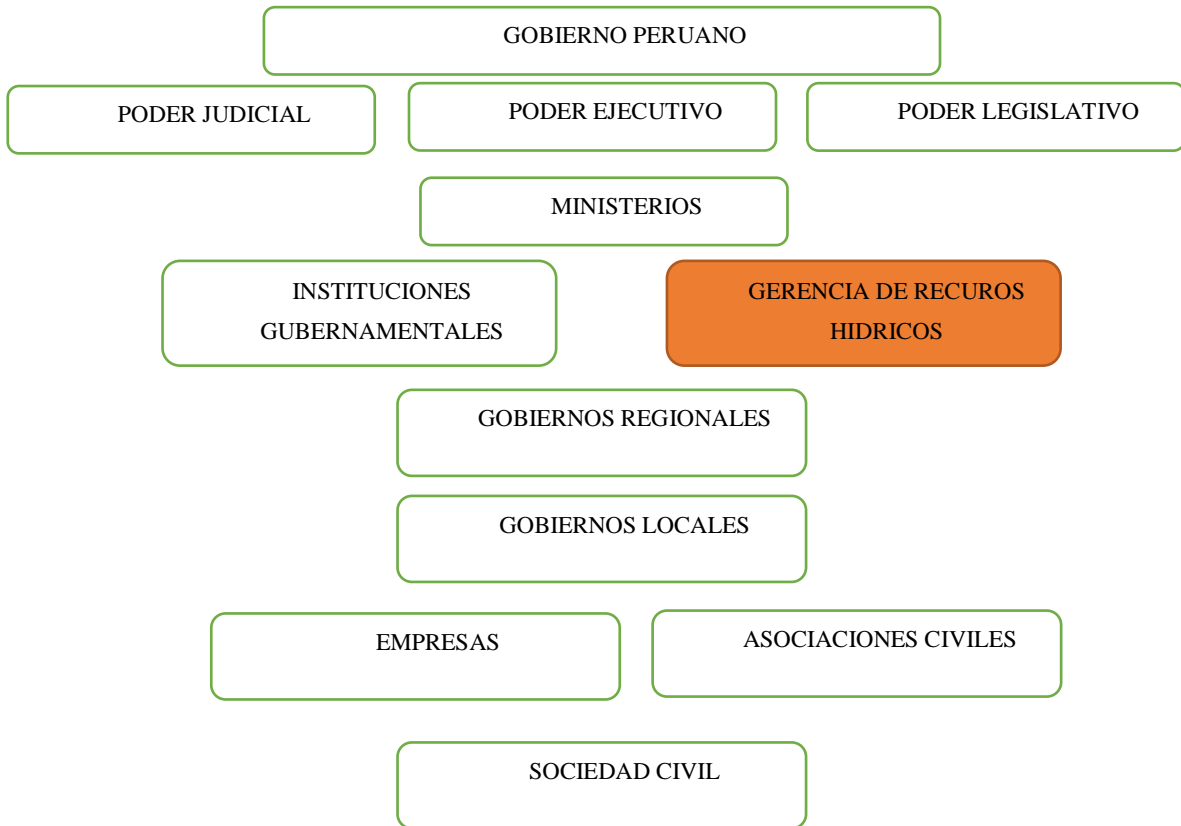 GOBIERNO PERUANO
PODER JUDICIAL
PODER EJECUTIVO
PODER LEGISLATIVO
MINISTERIOS
INSTITUCIONES
GUBERNAMENTALES
GERENCIA DE RECUROS
HIDRICOS
GOBIERNOS REGIONALES
GOBIERNOS LOCALES
EMPRESAS
ASOCIACIONES CIVILES
SOCIEDAD CIVIL